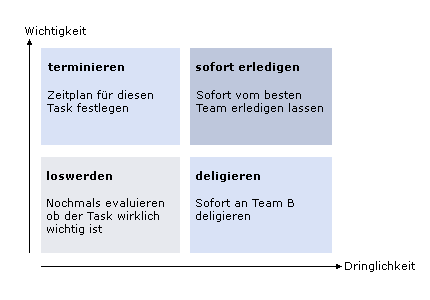 Wichtigkeit
terminieren
Zeitplan für diesen
Task festlegen
sofort erledigen
Sofort vom besten
Team erledigen lassen
loswerden
Nochmals evaluieren
ob der Task wirklich
wichtig ist
deligieren
Sofort an Team B
deligieren
Dringlichkeit